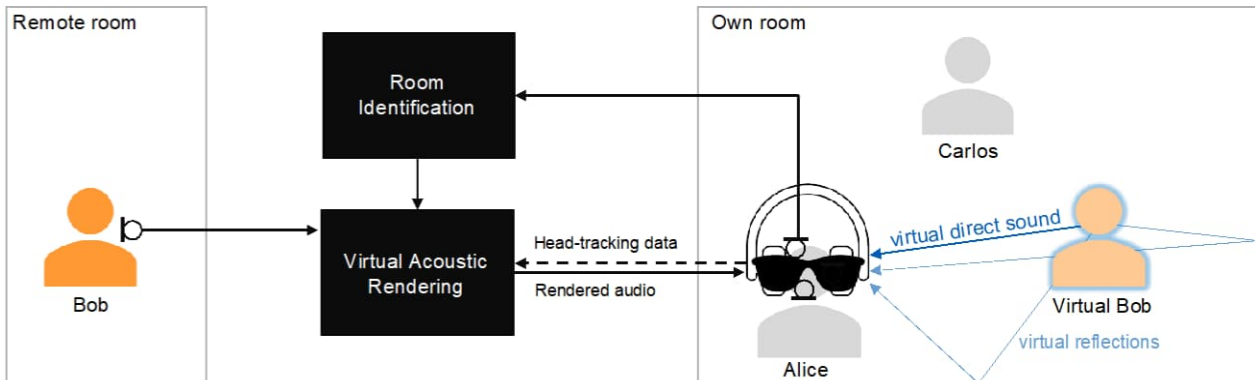 Remote room
Own room
Room
Identification
Carlos
Bob
Virtual Acoustic
Rendering
Head-tracking data
Rendered audio
virtual direct sound
Virtual Bob
virtual reflections
Alice